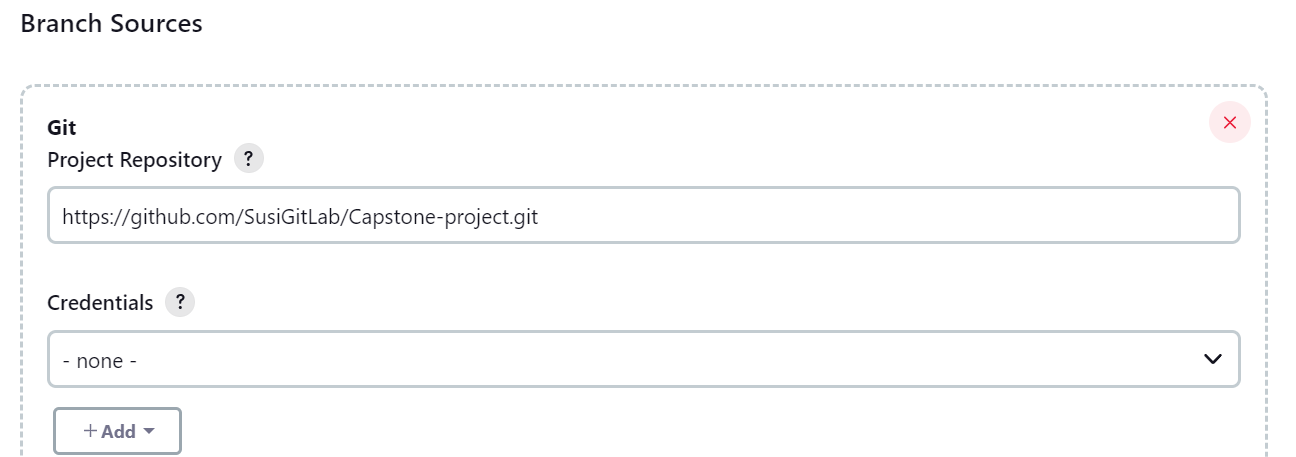 Branch Sources
Git
Project Repository ?
https://github.com/SusiGitLab/Capstone-project.git
Credentials ?
- none -
+ Add